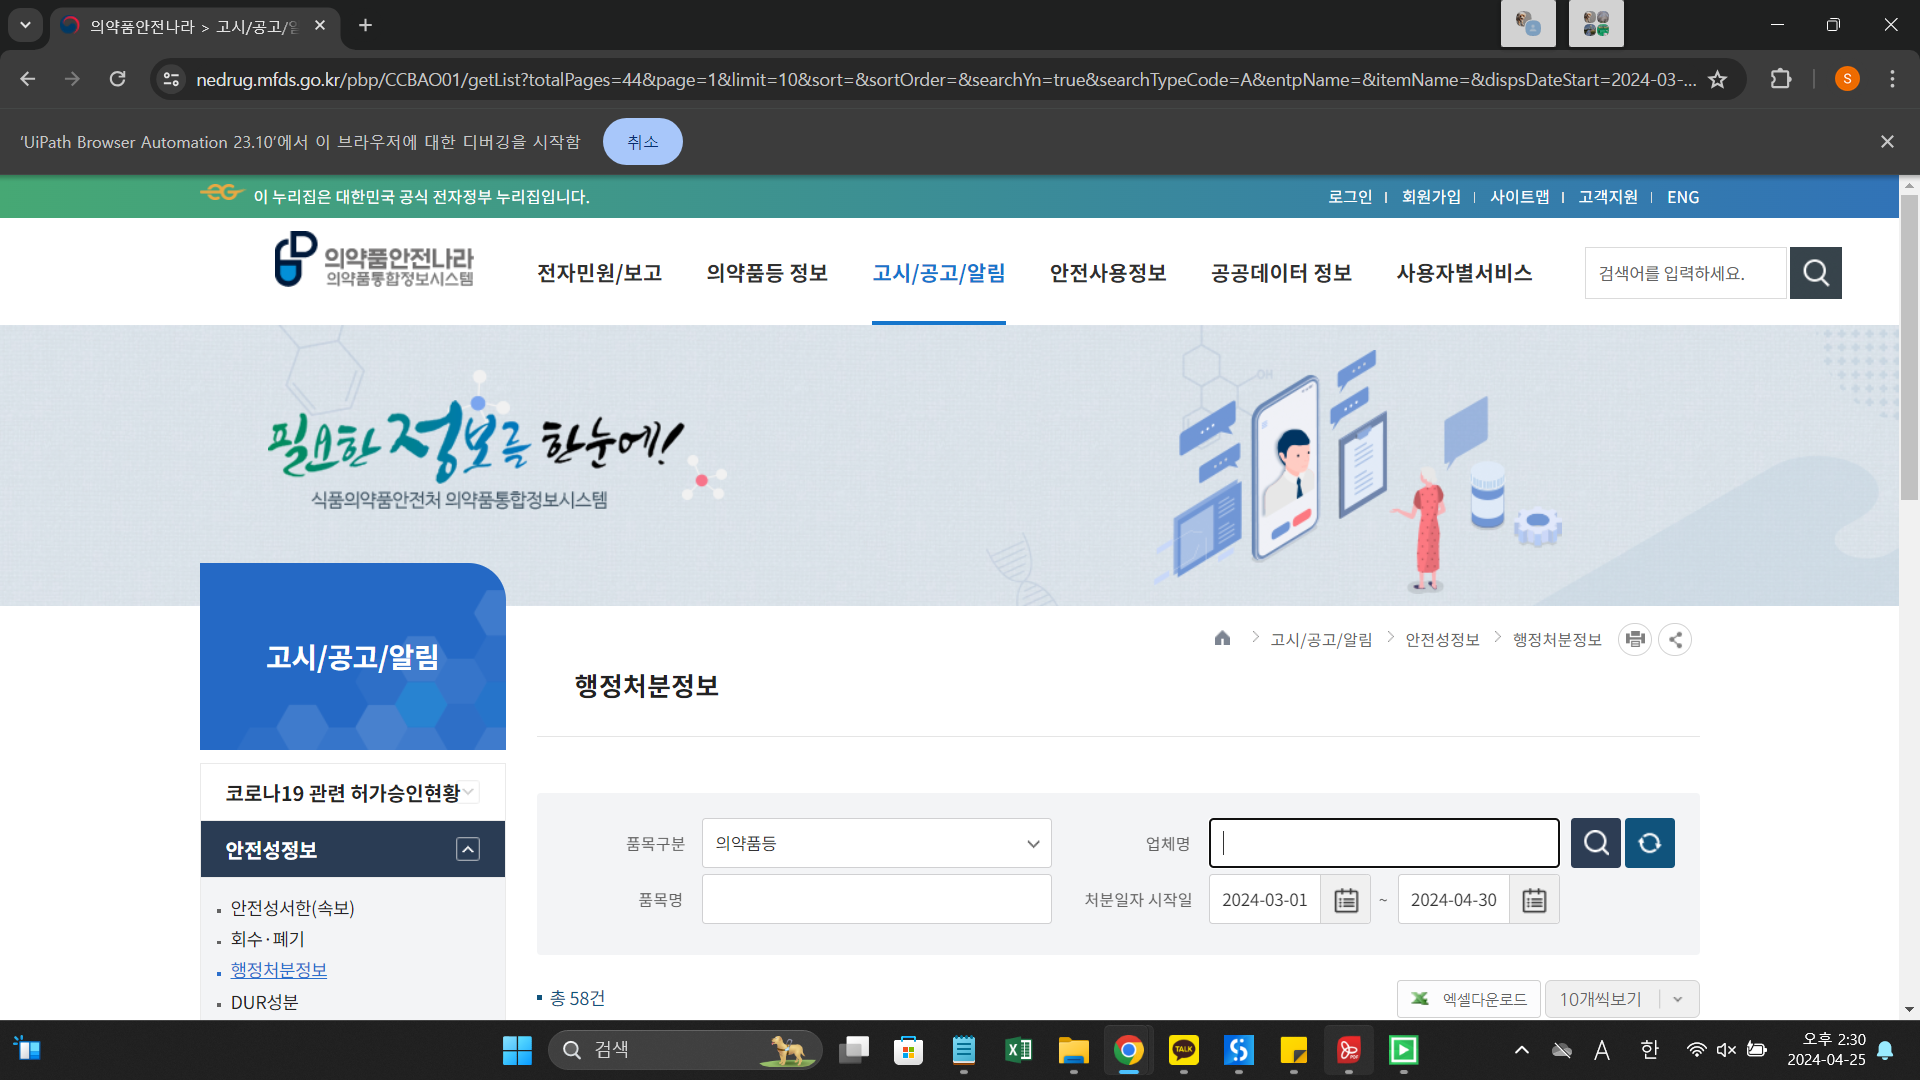 의약품안전나라 > 고시/공고/알
nedrug.mfds.go.kr/pbp/CCBAO01/getList?totalPages=44&page=1&limit=10&sort=&sortOrder=&searchYn=true&searchTypeCode=A&entpName=&itemName=&dispsDateStart=2024-03-...
S
'UiPath Browser Automation 23.10'에서 이 브라우저에 대한 디버깅을 시작함
취소
이 누리집은 대한민국 공식 전자정부 누리집입니다.
로그인 회원가입 사이트맵 고객지원 ENG
의약품안전나라
의약품통합정보시스템
전자민원/보고 의약품등 정보 고시/공고/알림 안전사용정보 공공데이터 정보 사용자별서비스
검색어를 입력하세요.
OH
필요한 정보를 한눈에!
식품의약품안전처 의약품통합정보시스템
고시/공고/알림
고시/공고/알림 > 안전성정보 > 행정처분정보
행정처분정보
코로나19 관련 허가승인현황
안전성정보
안전성서한(속보)
회수·폐기
행정처분정보
DUR성분
품목구분 의약품등 업체명
품목명 처분일자 시작일 2024-03-01 ~ 2024-04-30
총 58건
엑셀다운로드 10개씩보기
검색
TALK
PDF
A 한
오후 2:30
2024-04-25